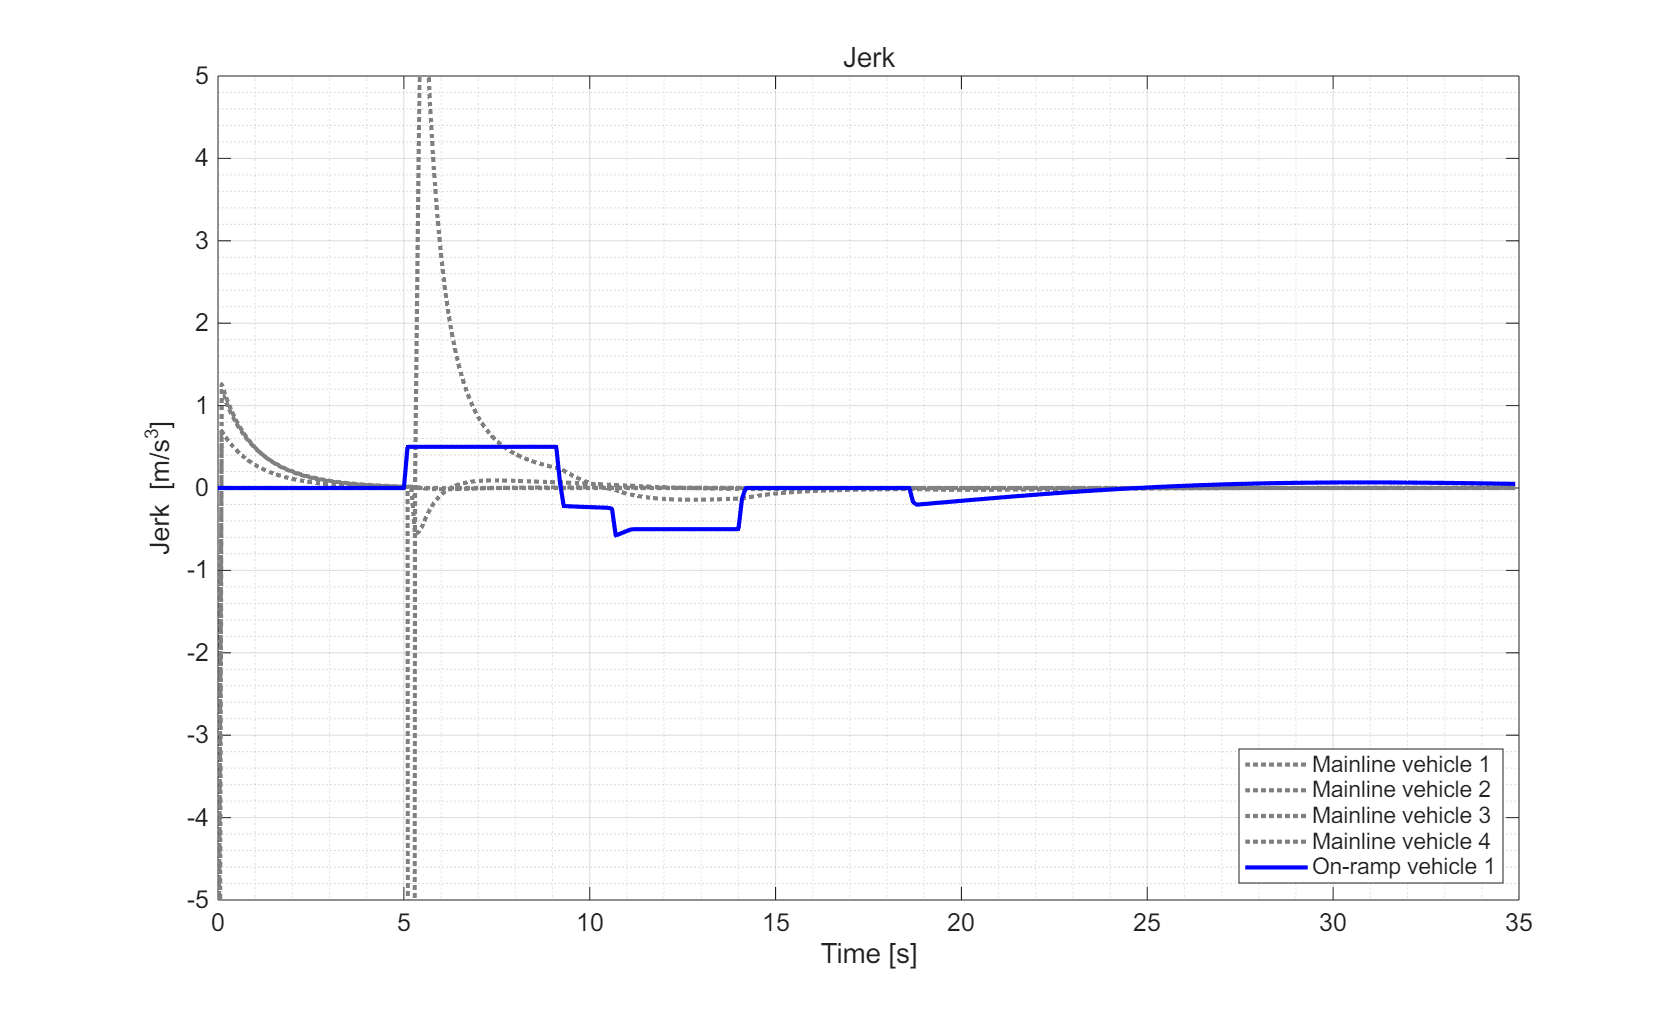 Jerk
5
4
3
2
1
0
-1
-2
-3
-4
-5
Jerk [m/s³]
0 5 10 15 20 25 30 35
Time [s]
Mainline vehicle 1
Mainline vehicle 2
Mainline vehicle 3
Mainline vehicle 4
On-ramp vehicle 1